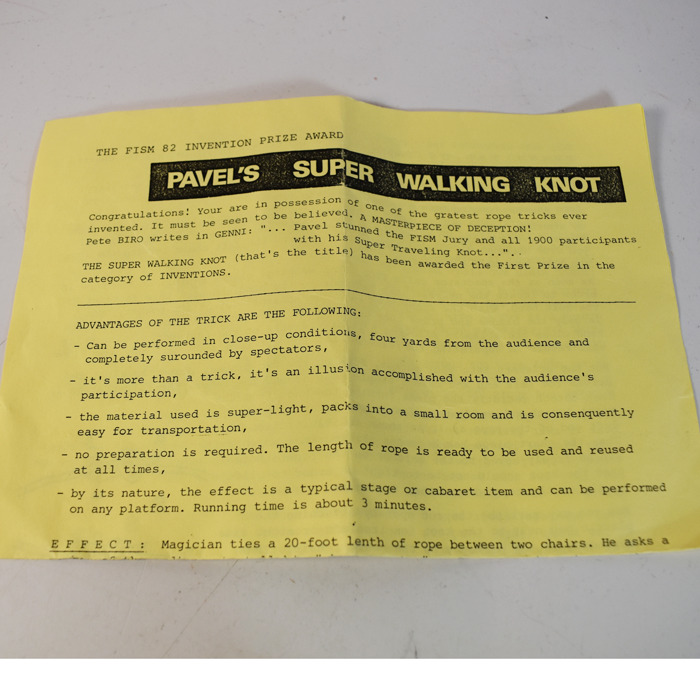 THE FISM 82 INVENTION PRIZE AWARD
PAVEL'S SUPER WALKING KNOT
Congratulations! Your are in possession of one of the gratest rope tricks ever
invented. It must be seen to be believed. A MASTERPIECE OF DECEPTION!
Pete BIRO writes in GENNI: "... Pavel stunned the FISM Jury and all 1900 participants
with his Super Traveling Knot...".
THE SUPER WALKING KNOT (that's the title) has been awarded the First Prize in the
category of INVENTIONS.
ADVANTAGES OF THE TRICK ARE THE FOLLOWING:
- Can be performed in close-up conditions, four yards from the audience and
completely surounded by spectators,
- it's more than a trick, it's an illusion accomplished with the audience's
participation,
- the material used is super-light, packs into a small room and is consenquently
easy for transportation,
- no preparation is required. The length of rope is ready to be used and reused
at all times,
- by its nature, the effect is a typical stage or cabaret item and can be performed
on any platform. Running time is about 3 minutes.
EFFECT: Magician ties a 20-foot lenth of rope between two chairs. He asks a